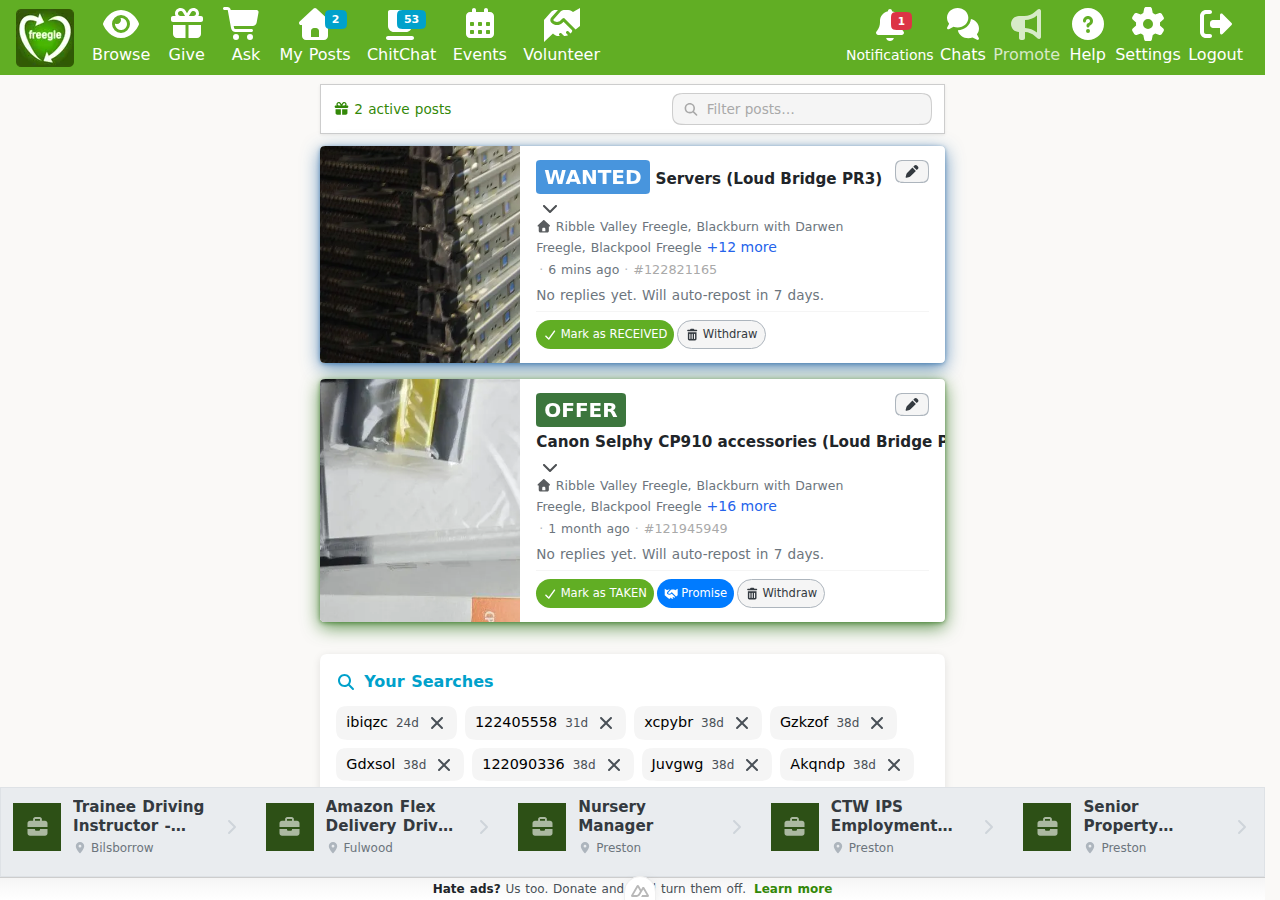 freegle
Browse
Give
Ask
2
My Posts
53
ChitChat
Events
Volunteer
1
Notifications
Chats
Promote
Help
Settings
Logout
2 active posts
Filter posts...
WANTED Servers (Loud Bridge PR3)
Ribble Valley Freegle, Blackburn with Darwen
Freegle, Blackpool Freegle +12 more
· 6 mins ago · #122821165
No replies yet. Will auto-repost in 7 days.
Mark as RECEIVED Withdraw
OFFER
Canon Selphy CP910 accessories (Loud Bridge P
Ribble Valley Freegle, Blackburn with Darwen
Freegle, Blackpool Freegle +16 more
· 1 month ago · #121945949
No replies yet. Will auto-repost in 7 days.
Mark as TAKEN Promise Withdraw
Your Searches
ibiqzc 24d 122405558 31d xcpybr 38d Gzkzof 38d
Gdxsol 38d 122090336 38d Juvgwg 38d Akqndp 38d
Trainee Driving
Instructor -...
Bilsborrow
Amazon Flex
Delivery Driv...
Fulwood
Nursery
Manager
Preston
CTW IPS
Employment...
Preston
Senior
Property...
Preston
Hate ads? Us too. Donate and turn them off. Learn more